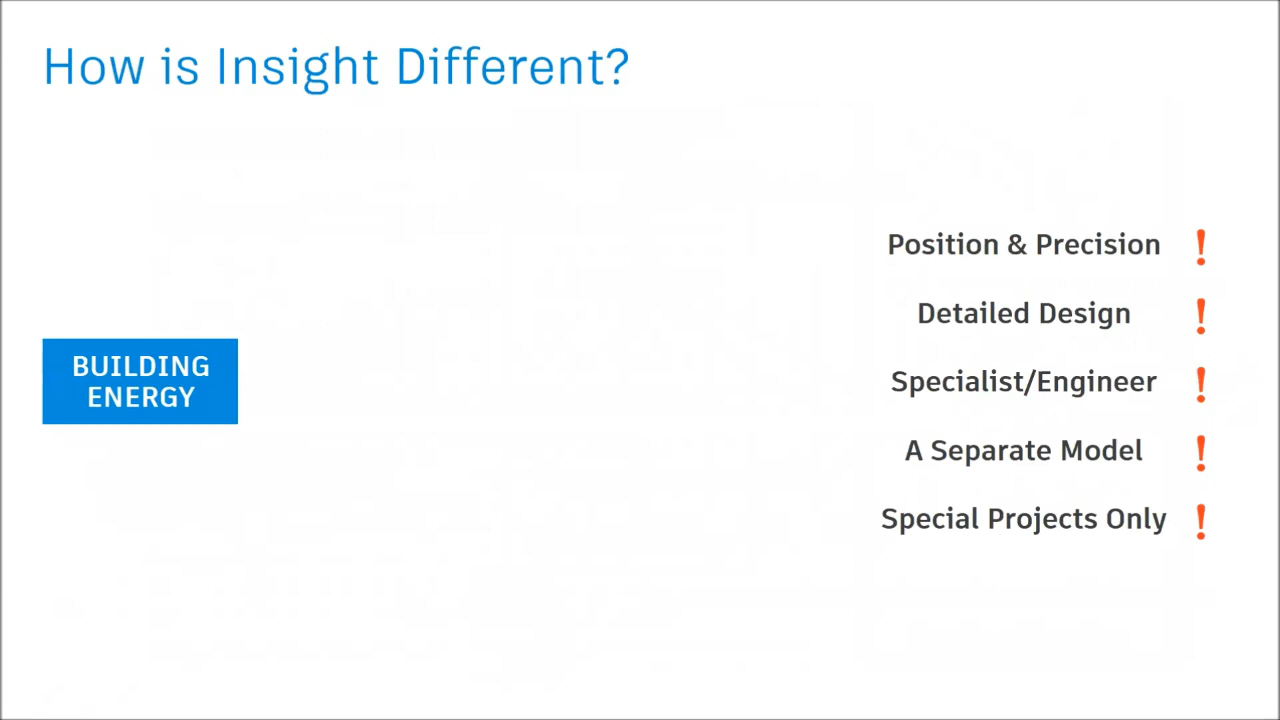 How is Insight Different?
Position & Precision !
Detailed Design !
BUILDING
ENERGY
Specialist/Engineer !
A Separate Model !
Special Projects Only !